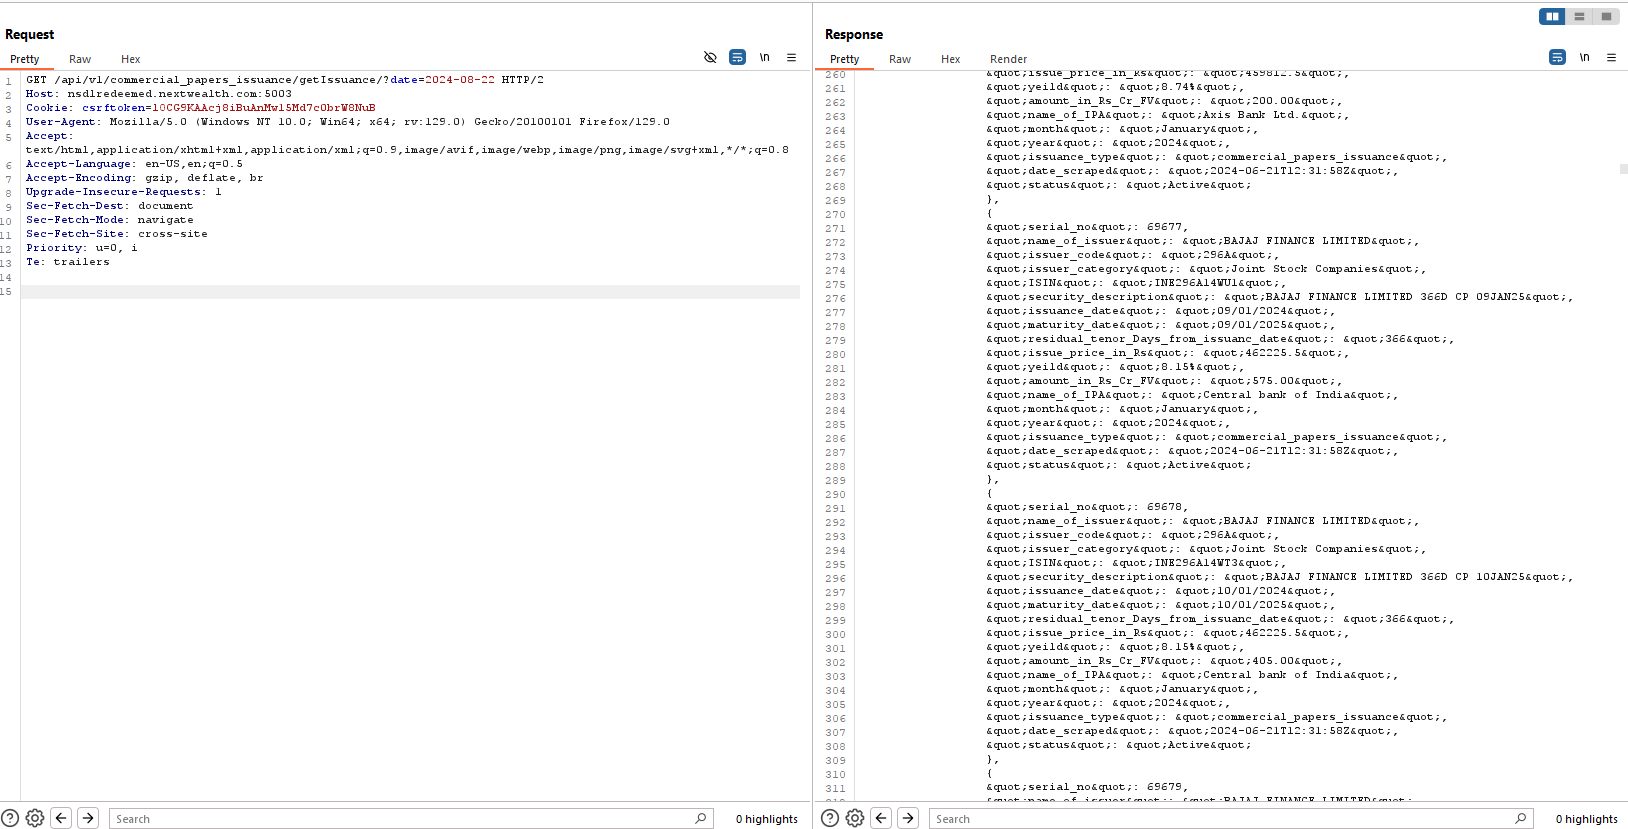 Request
Pretty Raw Hex \n
1 GET /api/v1/commercial_papers_issuance/getIssuance/?date=2024-08-22 HTTP/2
2 Host: nsdlredeemed.nextwealth.com:5003
3 Cookie: csrftoken=10CG9KAAcj8iBuAnMwl5Md7cObrW8NuB
4 User-Agent: Mozilla/5.0 (Windows NT 10.0; Win64; x64; rv:129.0) Gecko/20100101 Firefox/129.0
5 Accept:
text/html,application/xhtml+xml,application/xml;q=0.9,image/avif,image/webp,image/png,image/svg+xml,*/*;q=0.8
6 Accept-Language: en-US,en;q=0.5
7 Accept-Encoding: gzip, deflate, br
8 Upgrade-Insecure-Requests: 1
9 Sec-Fetch-Dest: document
10 Sec-Fetch-Mode: navigate
11 Sec-Fetch-Site: cross-site
12 Priority: u=0, i
13 Te: trailers
14
15
Search 0 highlights
Response
Pretty Raw Hex Render \n
260 &quot;issue_price_in_Rs&quot;: &quot;459812.5&quot;,
261 &quot;yeild&quot;: &quot;8.74%&quot;,
262 &quot;amount_in_Rs_Cr_FV&quot;: &quot;200.00&quot;,
263 &quot;name_of_IPA&quot;: &quot;Axis Bank Ltd.&quot;,
264 &quot;month&quot;: &quot;January&quot;,
265 &quot;year&quot;: &quot;2024&quot;,
266 &quot;issuance_type&quot;: &quot;commercial_papers_issuance&quot;,
267 &quot;date_scraped&quot;: &quot;2024-06-21T12:31:58Z&quot;,
268 &quot;status&quot;: &quot;Active&quot;
269 },
270 {
271 &quot;serial_no&quot;: 69677,
272 &quot;name_of_issuer&quot;: &quot;BAJAJ FINANCE LIMITED&quot;,
273 &quot;issuer_code&quot;: &quot;296A&quot;,
274 &quot;issuer_category&quot;: &quot;Joint Stock Companies&quot;,
275 &quot;ISIN&quot;: &quot;INE296A14WU1&quot;,
276 &quot;security_description&quot;: &quot;BAJAJ FINANCE LIMITED 366D CP 09JAN25&quot;,
277 &quot;issuance_date&quot;: &quot;09/01/2024&quot;,
278 &quot;maturity_date&quot;: &quot;09/01/2025&quot;,
279 &quot;residual_tenor_Days_from_issuanc_date&quot;: &quot;366&quot;,
280 &quot;issue_price_in_Rs&quot;: &quot;462225.5&quot;,
281 &quot;yeild&quot;: &quot;8.15%&quot;,
282 &quot;amount_in_Rs_Cr_FV&quot;: &quot;575.00&quot;,
283 &quot;name_of_IPA&quot;: &quot;Central bank of India&quot;,
284 &quot;month&quot;: &quot;January&quot;,
285 &quot;year&quot;: &quot;2024&quot;,
286 &quot;issuance_type&quot;: &quot;commercial_papers_issuance&quot;,
287 &quot;date_scraped&quot;: &quot;2024-06-21T12:31:58Z&quot;,
288 &quot;status&quot;: &quot;Active&quot;
289 },
290 {
291 &quot;serial_no&quot;: 69678,
292 &quot;name_of_issuer&quot;: &quot;BAJAJ FINANCE LIMITED&quot;,
293 &quot;issuer_code&quot;: &quot;296A&quot;,
294 &quot;issuer_category&quot;: &quot;Joint Stock Companies&quot;,
295 &quot;ISIN&quot;: &quot;INE296A14WT3&quot;,
296 &quot;security_description&quot;: &quot;BAJAJ FINANCE LIMITED 366D CP 10JAN25&quot;,
297 &quot;issuance_date&quot;: &quot;10/01/2024&quot;,
298 &quot;maturity_date&quot;: &quot;10/01/2025&quot;,
299 &quot;residual_tenor_Days_from_issuanc_date&quot;: &quot;366&quot;,
300 &quot;issue_price_in_Rs&quot;: &quot;462225.5&quot;,
301 &quot;yeild&quot;: &quot;8.15%&quot;,
302 &quot;amount_in_Rs_Cr_FV&quot;: &quot;405.00&quot;,
303 &quot;name_of_IPA&quot;: &quot;Central bank of India&quot;,
304 &quot;month&quot;: &quot;January&quot;,
305 &quot;year&quot;: &quot;2024&quot;,
306 &quot;issuance_type&quot;: &quot;commercial_papers_issuance&quot;,
307 &quot;date_scraped&quot;: &quot;2024-06-21T12:31:58Z&quot;,
308 &quot;status&quot;: &quot;Active&quot;
309 },
310 {
311 &quot;serial_no&quot;: 69679,
&quot;name_of_issuer&quot;: &quot;BAJAJ FINANCE LIMITED&quot;
Search 0 highlights